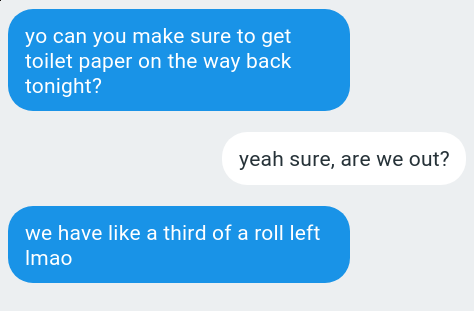 yo can you make sure to get
toilet paper on the way back
tonight?
yeah sure, are we out?
we have like a third of a roll left
lmao